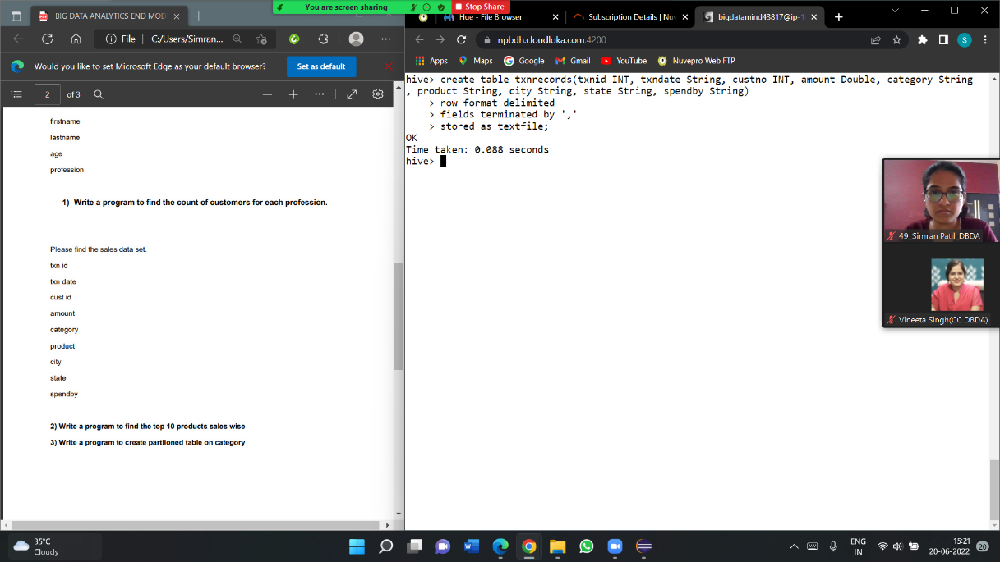 You are screen sharing
Stop Share
BIG DATA ANALYTICS END MOD
Hue - File Browser
Subscription Details | Nuv
bigdatamind43817@ip-1
File
C:/Users/Simran...
npbdh.cloudloka.com:4200
Would you like to set Microsoft Edge as your default browser?
Set as default
Apps
Maps
Google
Gmail
YouTube
Nuvepro Web FTP
2
of 3
firstname
lastname
age
profession
1) Write a program to find the count of customers for each profession.
Please find the sales data set.
txn id
txn date
cust id
amount
category
product
city
state
spendby
2) Write a program to find the top 10 products sales wise
3) Write a program to create partiioned table on category
hive> create table txnrecords(txnid INT, txndate String, custno INT, amount Double, category String
, product String, city String, state String, spendby String)
> row format delimited
> fields terminated by ','
> stored as textfile;
OK
Time taken: 0.088 seconds
hive>
49_Simran Patil_DBDA
Vineeta Singh(CC DBDA)
35°C
Cloudy
ENG
IN
15:21
20-06-2022
20